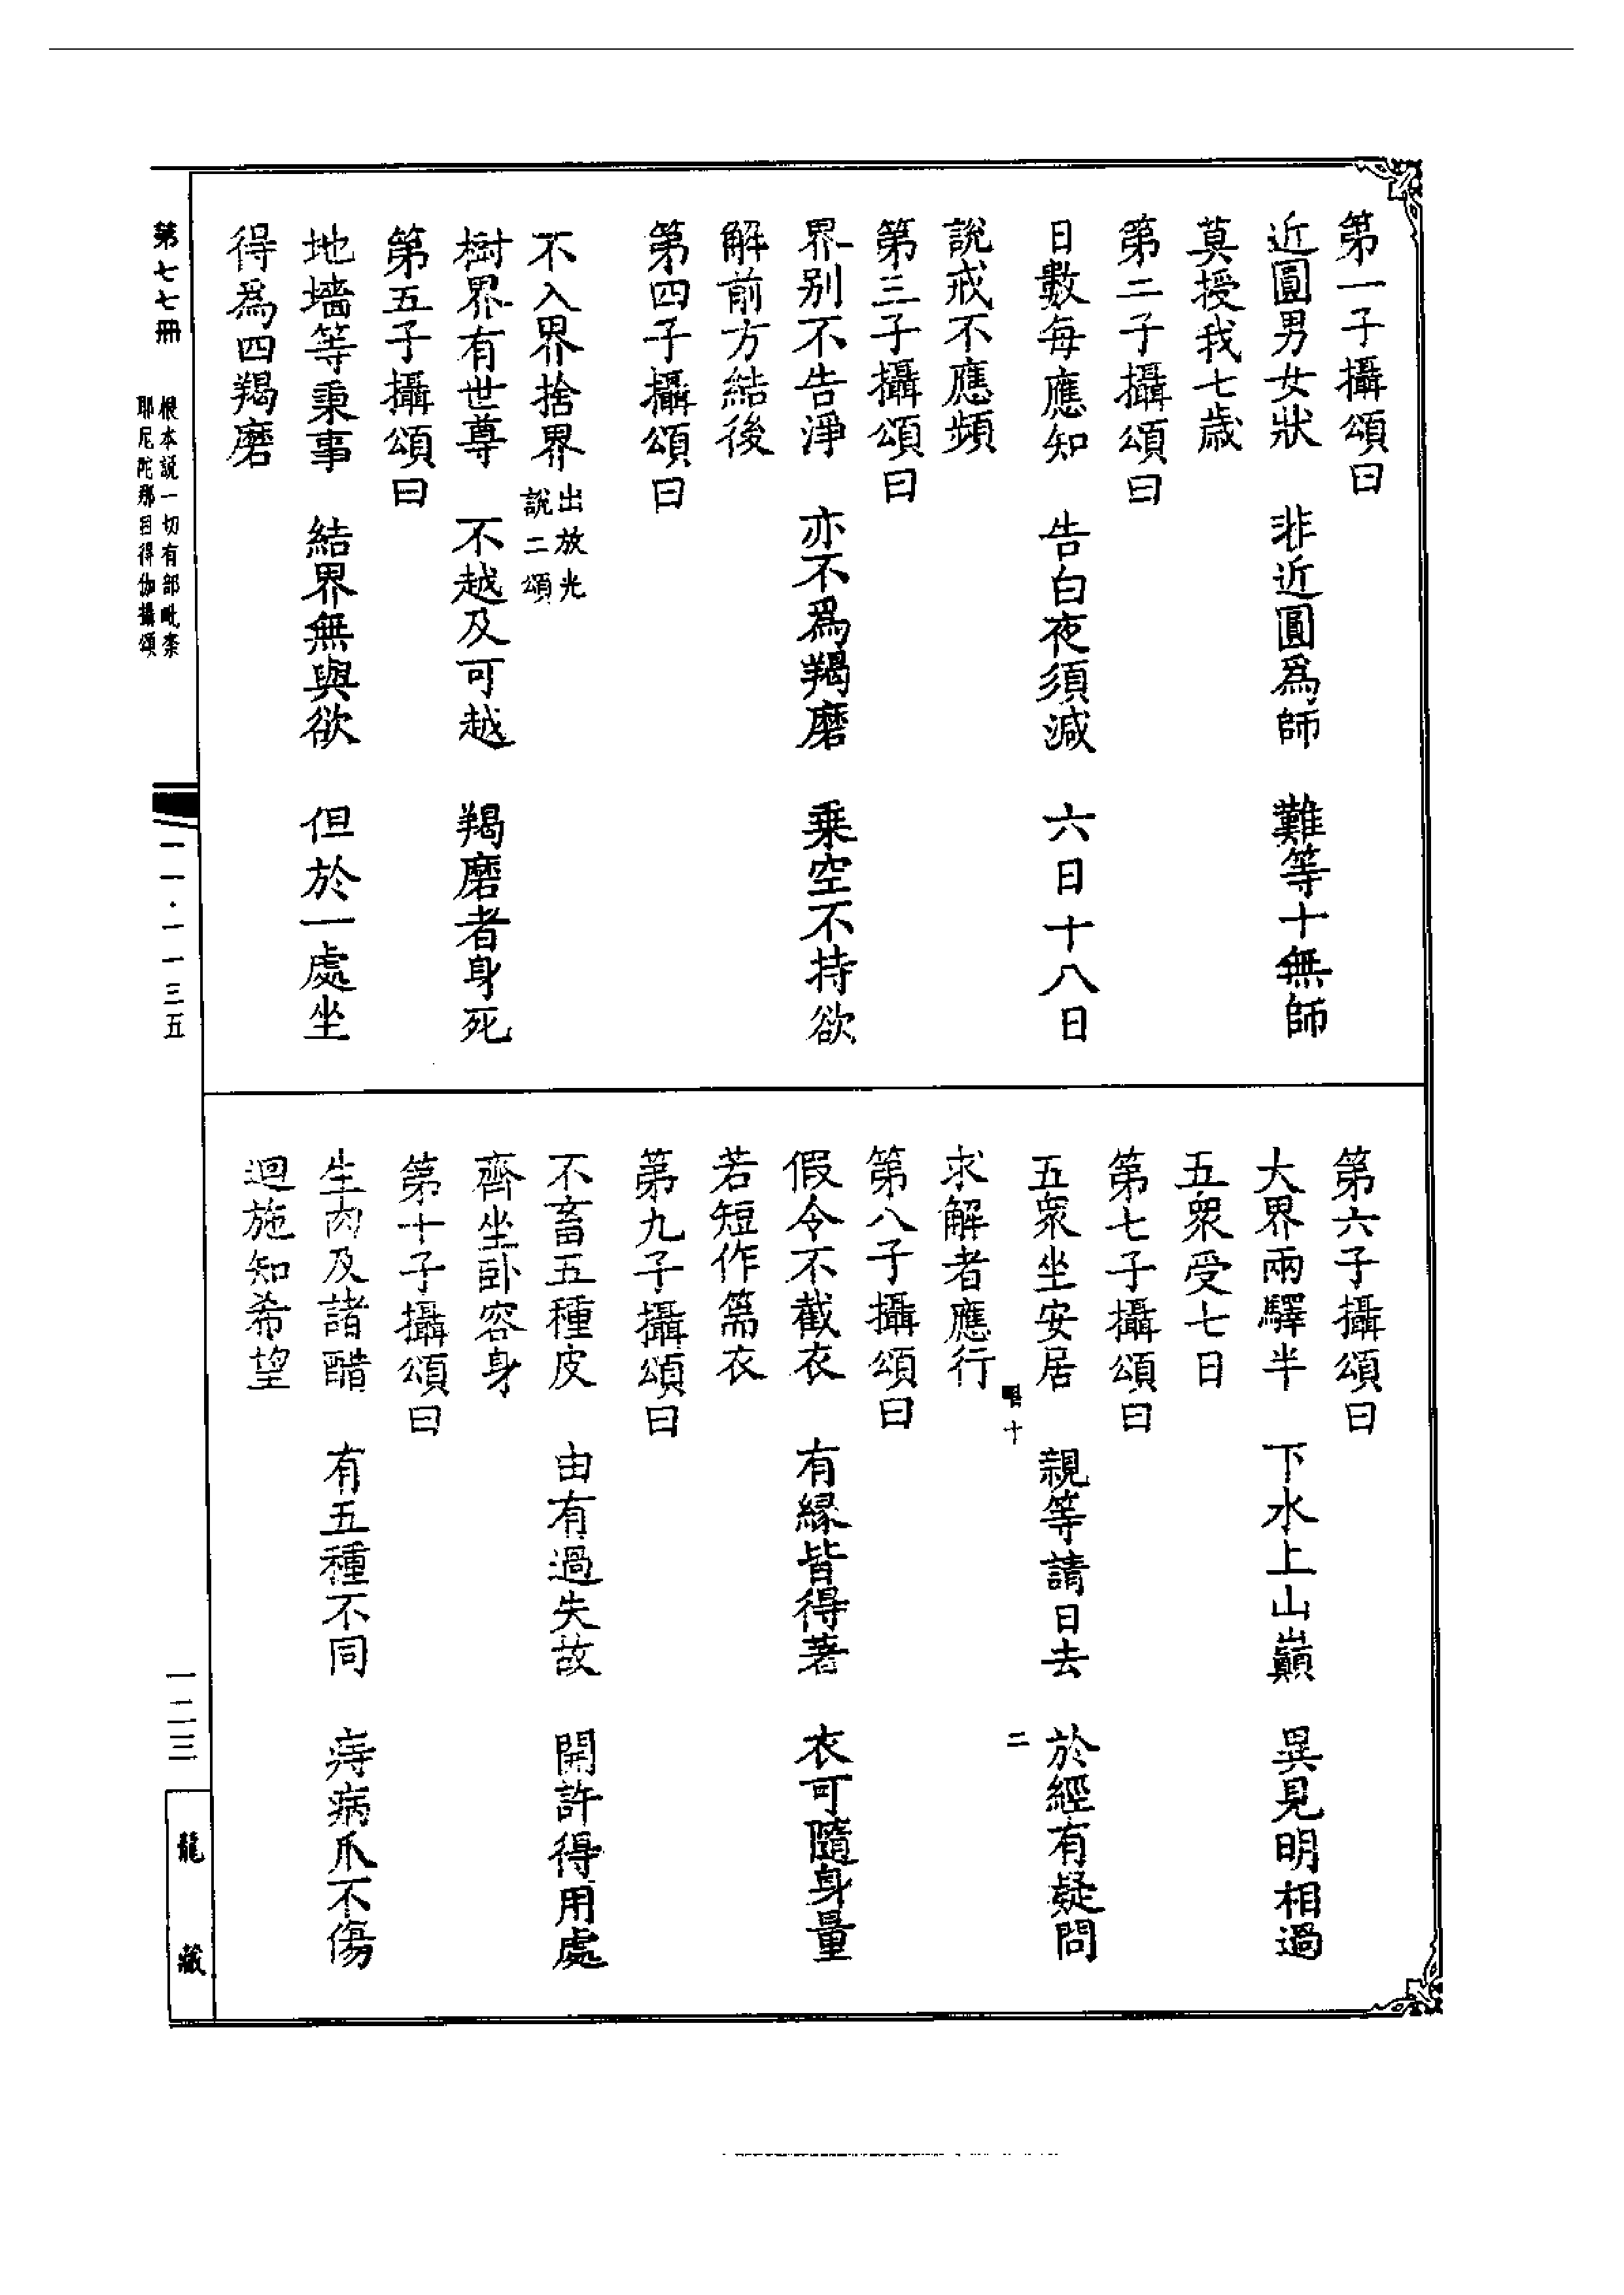 第一子攝頌曰
近圓男女狀　非近圓爲師　難等十無師
莫授我七歲
第二子攝頌曰
日數每應知　告白夜須減　六日十八日
說戒不應頻
第三子攝頌曰
界别不告淨　亦不爲羯磨　乗空不持欲
解前方結後
第四子攝頌曰
不入界捨界　出放光
說二頌
樹界有世尊　不越及可越　羯磨者身死
第五子攝頌曰
地墻等秉事　結界無與欲　但於一處坐
得爲四羯磨
第六子攝頌曰
大界兩驛半　下水上山巔　異見明相過
五衆受七日
第七子攝頌曰
五衆坐安居　親等請日去　於經有疑問
十　二
求解者應行
第八子攝頌曰
假令不截衣　有縁皆得著　衣可隨身量
若短作篅衣
第九子攝頌曰
不畜五種皮　由有過失故　開許得用處
齊坐卧容身
第十子攝頌曰
生肉及諸醋　有五種不同　痔病爪不傷
迴施知希望
第七七冊
根本説一切有部毗柰
耶尼陀那目得伽攝頌
一一·一一三五
一二三
龍藏